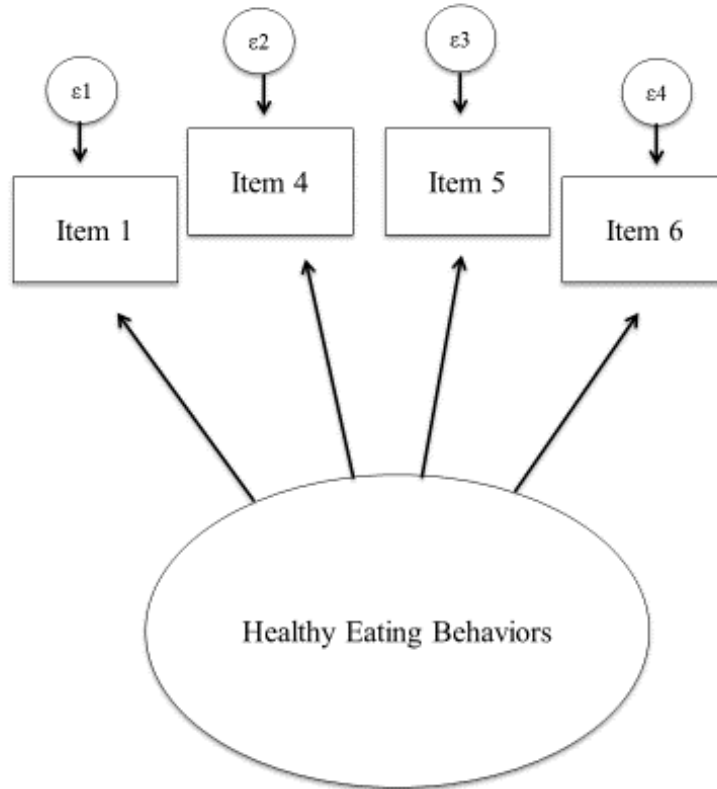 ε1
ε2
ε3
ε4
Item 1
Item 4
Item 5
Item 6
Healthy Eating Behaviors